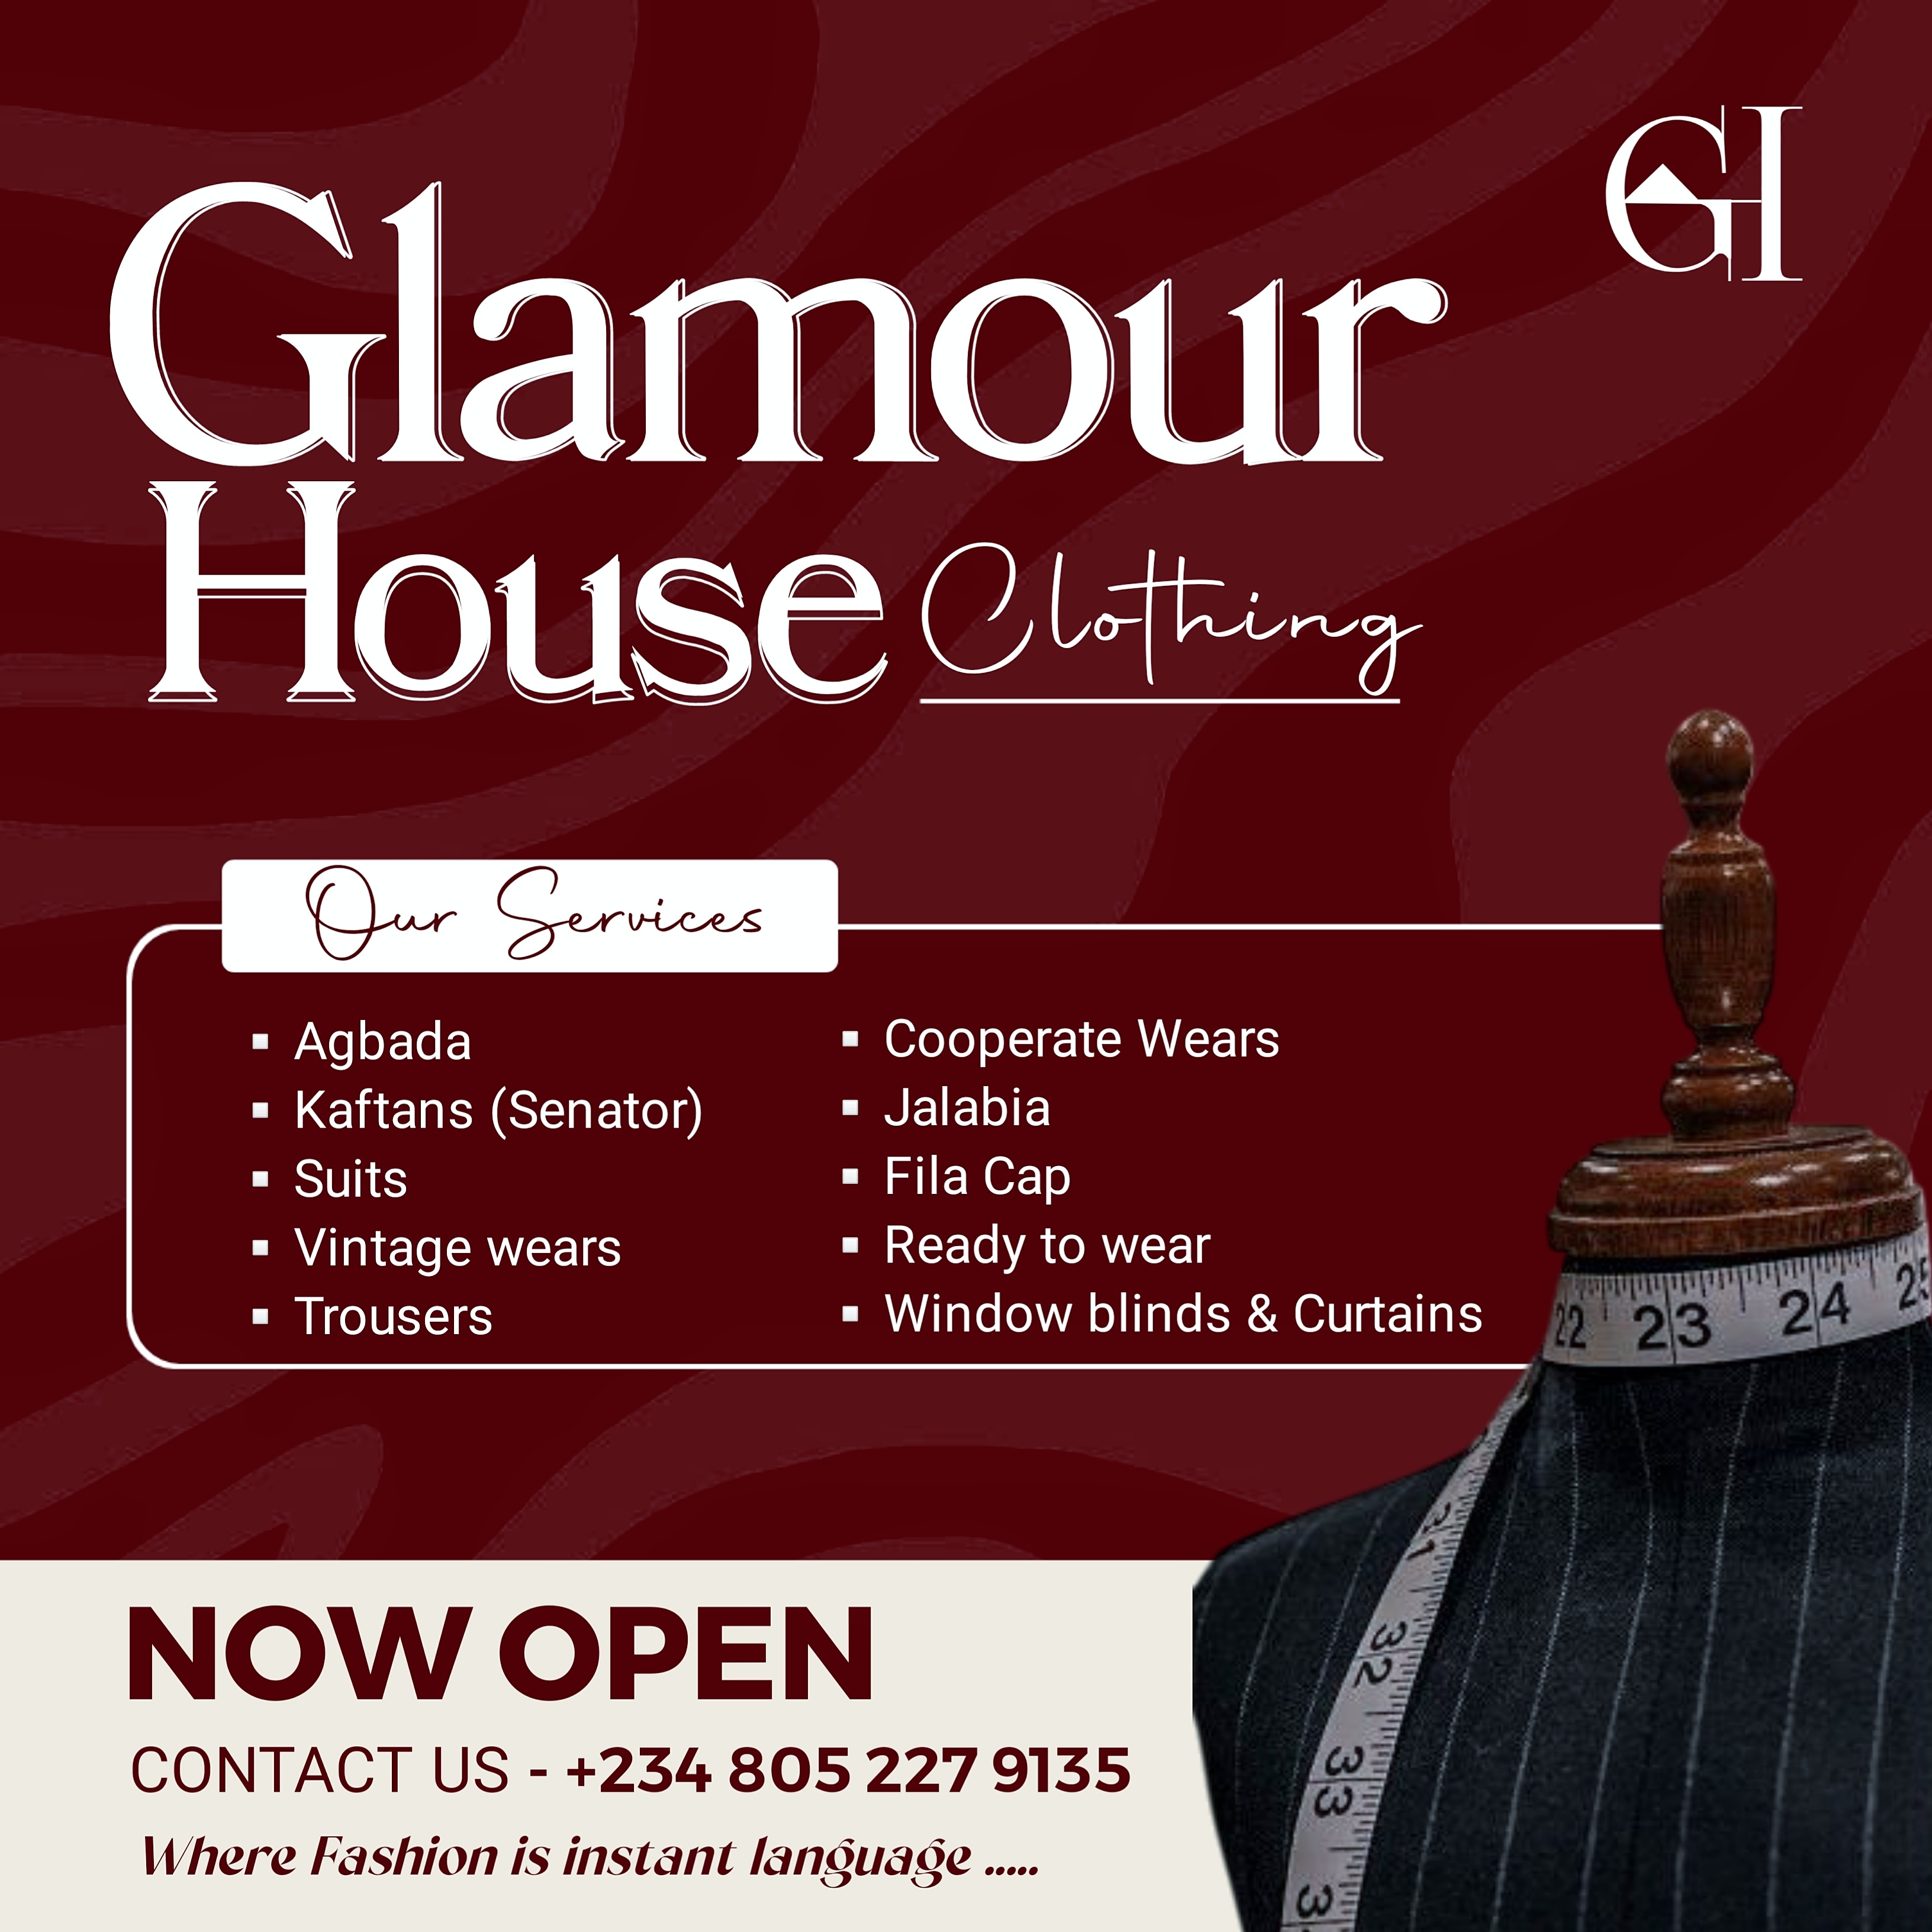 GH
Glamour
House Clothing
Our Services
Agbada
Kaftans (Senator)
Suits
Vintage wears
Trousers
Cooperate Wears
Jalabia
Fila Cap
Ready to wear
Window blinds & Curtains
22 23 24 25
21
32
33
3
NOW OPEN
CONTACT US - +234 805 227 9135
Where Fashion is instant language .....